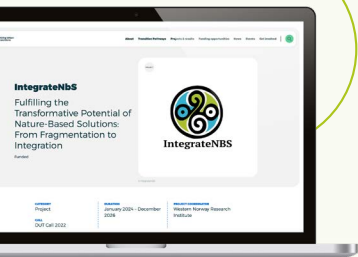 About Transition Pathways Projects & results Funding opportunities News Events Get involved
IntegrateNbS
Fulfilling the
Transformative Potential of
Nature-Based Solutions:
From Fragmentation to
Integration
Funded
IntegrateNBS
CATEGORY
Project
CALL
DUT Call 2022
DURATION
January 2024 - December
2026
PROJECT COORDINATOR
Western Norway Research
Institute